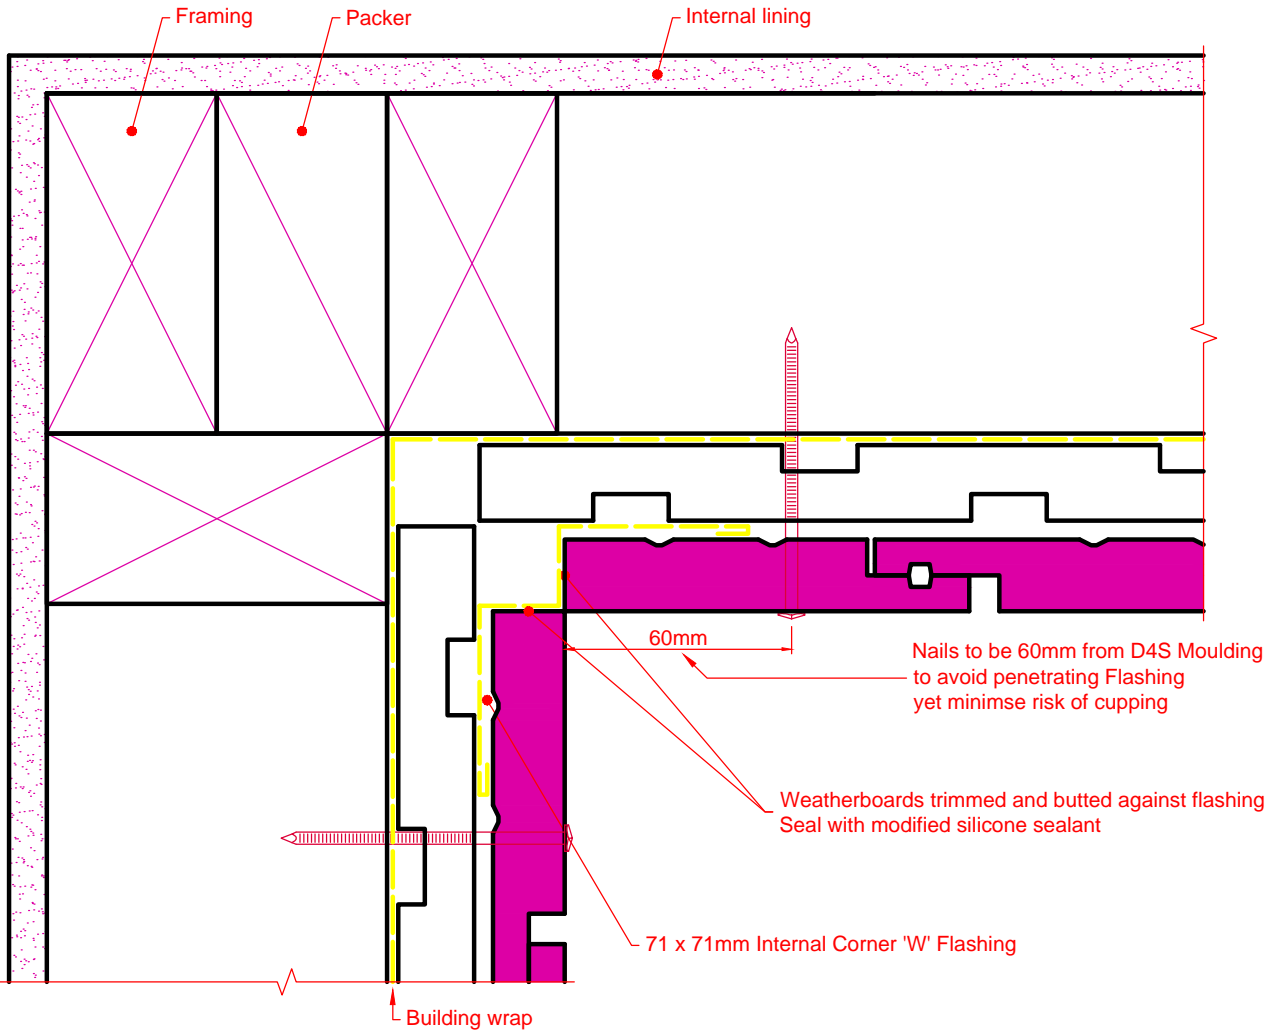 Framing
Packer
Internal lining
60mm
Nails to be 60mm from D4S Moulding
to avoid penetrating Flashing
yet minimse risk of cupping
Weatherboards trimmed and butted against flashing
Seal with modified silicone sealant
71 x 71mm Internal Corner 'W' Flashing
Building wrap